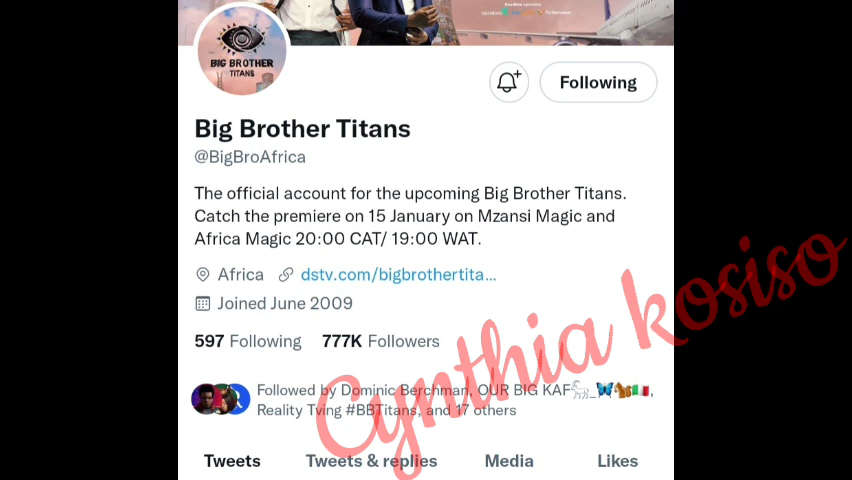 BIG BROTHER
TITANS
Following
Big Brother Titans
@BigBroAfrica
The official account for the upcoming Big Brother Titans.
Catch the premiere on 15 January on Mzansi Magic and
Africa Magic 20:00 CAT/ 19:00 WAT.
Africa dstv.com/bigbrothertita...
Joined June 2009
597 Following 777K Followers
Followed by Dominic Berchman, OUR BIG KAF🐆_🦋🐿️🇮🇹,
Reality Tving #BBTitans, and 17 others
Cynthia kosiso
Tweets Tweets & replies Media Likes